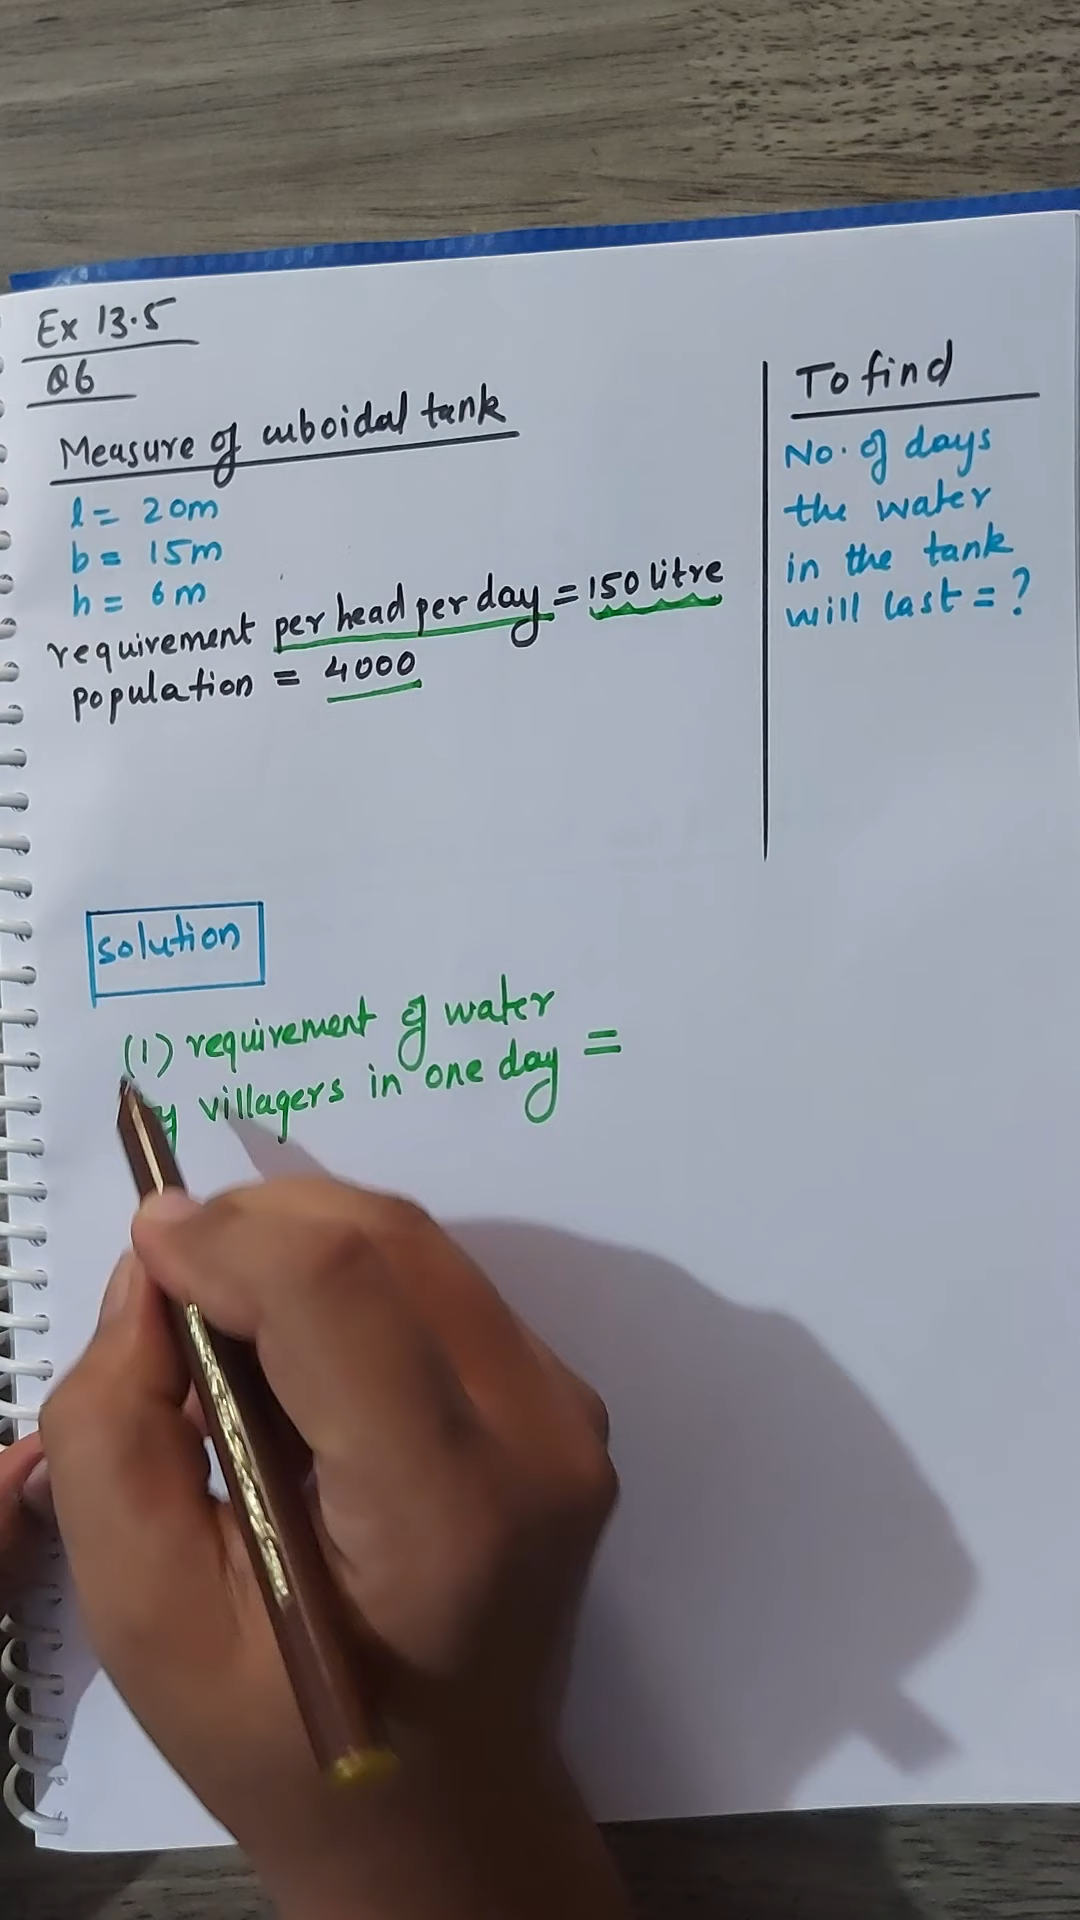 Ex 13.5
Q6
Measure of cuboidal tank
l = 20m
b = 15m
h = 6m
requirement per head per day = 150 litre
population = 4000
To find
No. of days
the water
in the tank
will last = ?
solution
(1) requirement of water
villagers in one day =